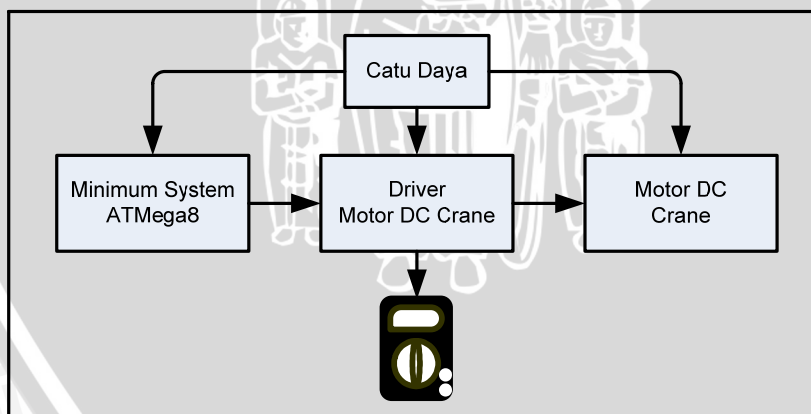 Catu Daya
Minimum System
ATMega8
Driver
Motor DC Crane
Motor DC
Crane